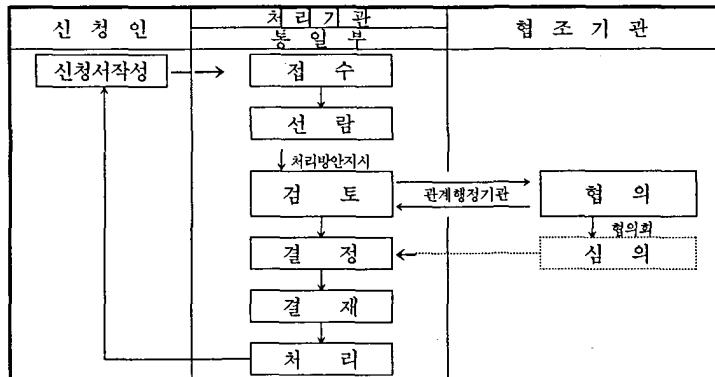 신 청 인
처 리 기 관
통 일 부
협 조 기 관
신청서작성
접 수
선 람
처리방안지시
검 토
관계행정기관
협 의
협의회
결 정
심 의
결 재
처 리